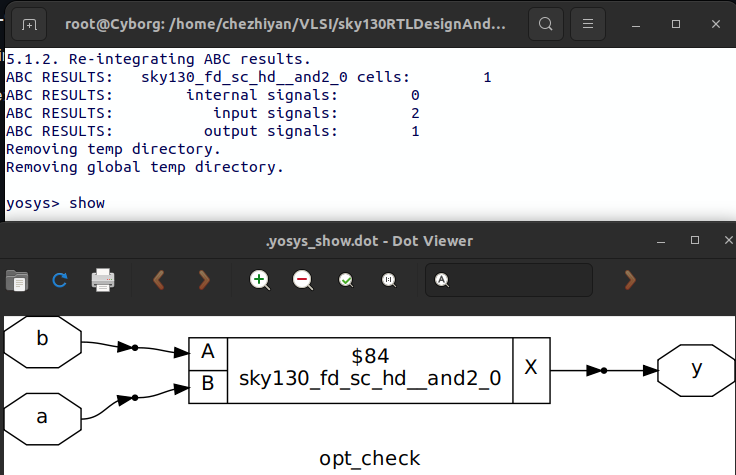 root@Cyborg: /home/chezhiyan/VLSI/sky130RTLDesignAnd...
5.1.2. Re-integrating ABC results.
ABC RESULTS:   sky130_fd_sc_hd__and2_0 cells:        1
ABC RESULTS:        internal signals:        0
ABC RESULTS:           input signals:        2
ABC RESULTS:          output signals:        1
Removing temp directory.
Removing global temp directory.
yosys> show
.yosys_show.dot - Dot Viewer
b
a
A
B
$84
sky130_fd_sc_hd__and2_0
X
y
opt_check